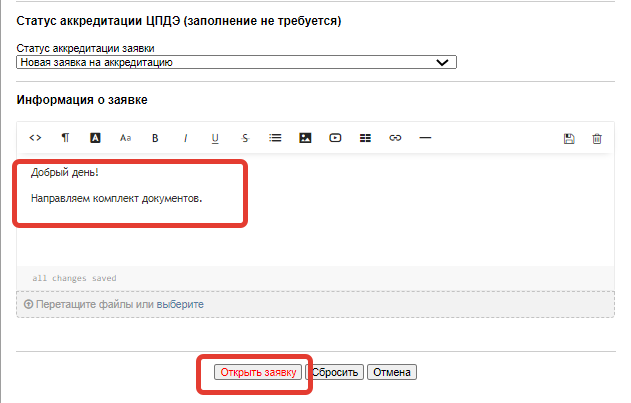 Статус аккредитации ЦПДЭ (заполнение не требуется)
Статус аккредитации заявки
Новая заявка на аккредитацию
Информация о заявке
<> ¶ A Aa B I U S
Добрый день!
Направляем комплект документов.
all changes saved
Перетащите файлы или выберите
Открыть заявку Сбросить Отмена